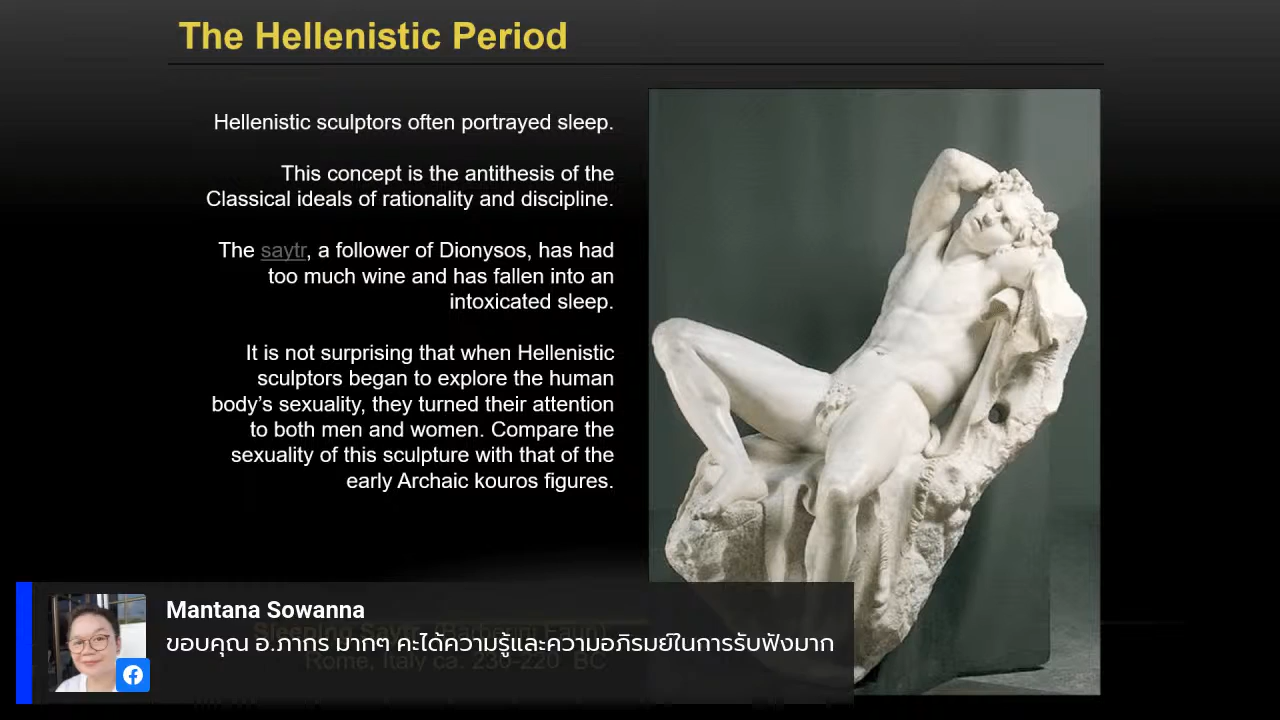 The Hellenistic Period
Hellenistic sculptors often portrayed sleep.
This concept is the antithesis of the
Classical ideals of rationality and discipline.
The saytr, a follower of Dionysos, has had
too much wine and has fallen into an
intoxicated sleep.
It is not surprising that when Hellenistic
sculptors began to explore the human
body’s sexuality, they turned their attention
to both men and women. Compare the
sexuality of this sculpture with that of the
early Archaic kouros figures.
Mantana Sowanna
ขอบคุณ อ.ภากร มากๆ คะได้ความรู้และความอภิรมย์ในการรับฟังมาก
Rome, Italy ca. 230-220 BC